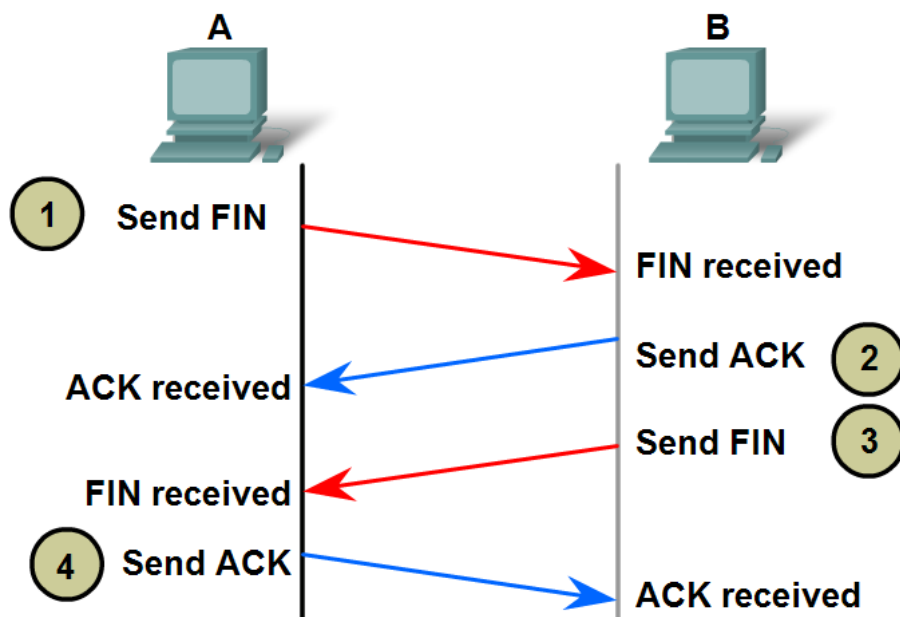 A
B
1
Send FIN
FIN received
Send ACK
2
ACK received
Send FIN
3
FIN received
4
Send ACK
ACK received